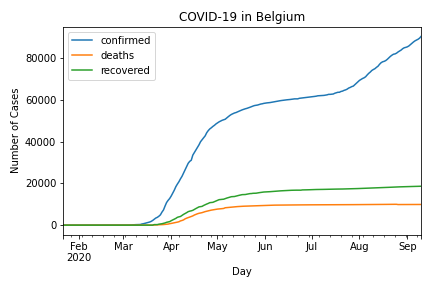 COVID-19 in Belgium
confirmed
deaths
recovered
Number of Cases
80000
60000
40000
20000
0
Feb Mar Apr May Jun Jul Aug Sep
2020
Day